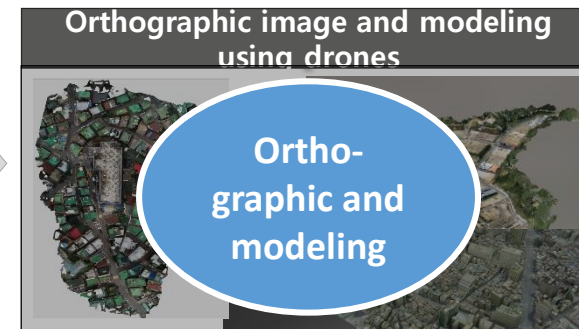 Orthographic image and modeling
using drones
Ortho-
graphic and
modeling